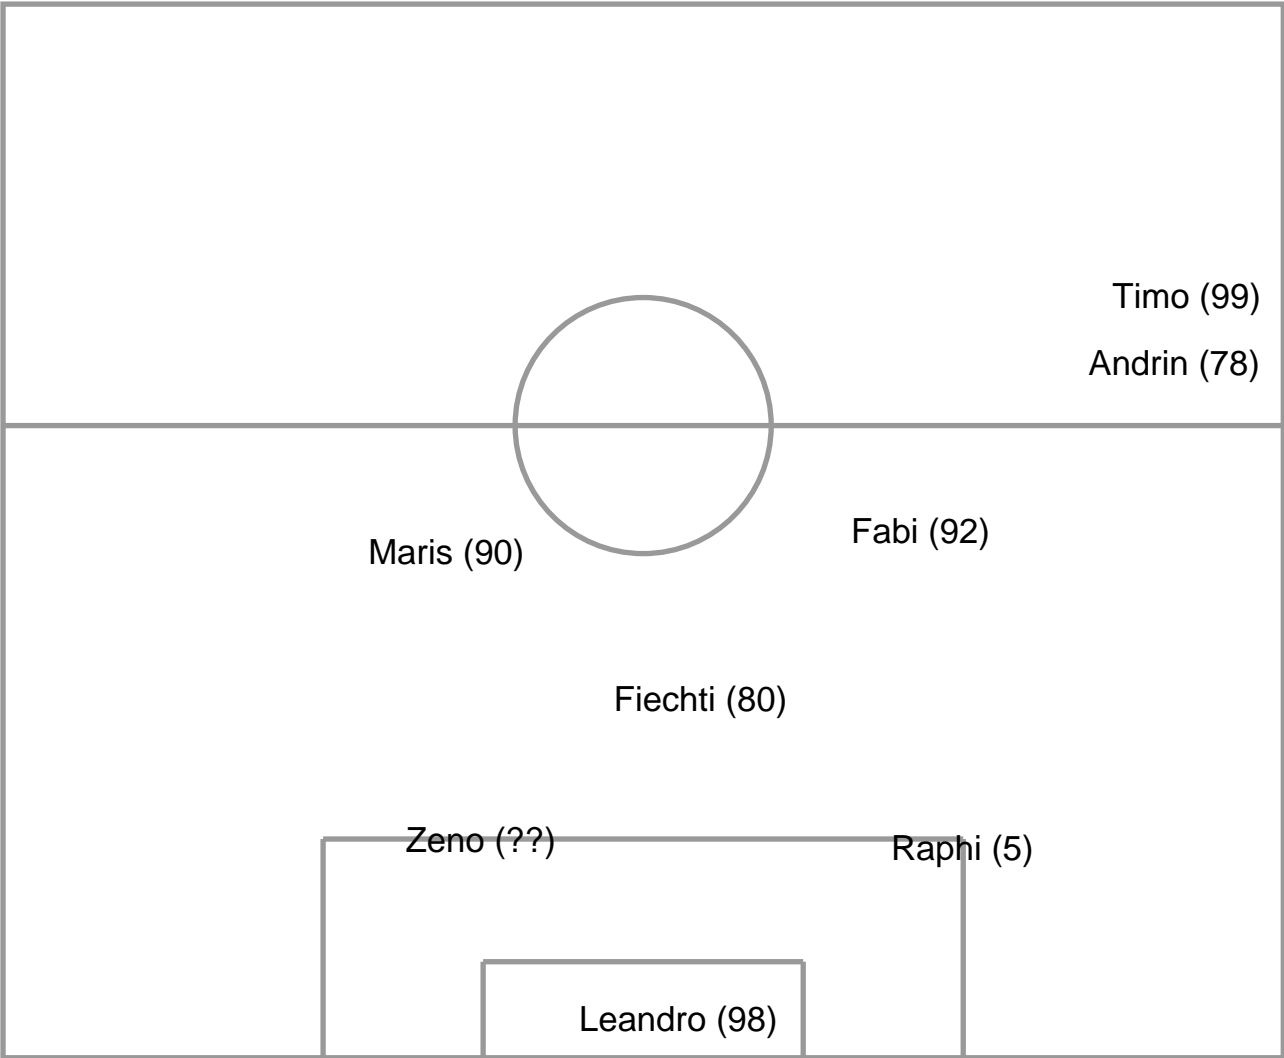 Timo (99)
Andrin (78)
Fabi (92)
Maris (90)
Fiechti (80)
Zeno (??)
Raphi (5)
Leandro (98)